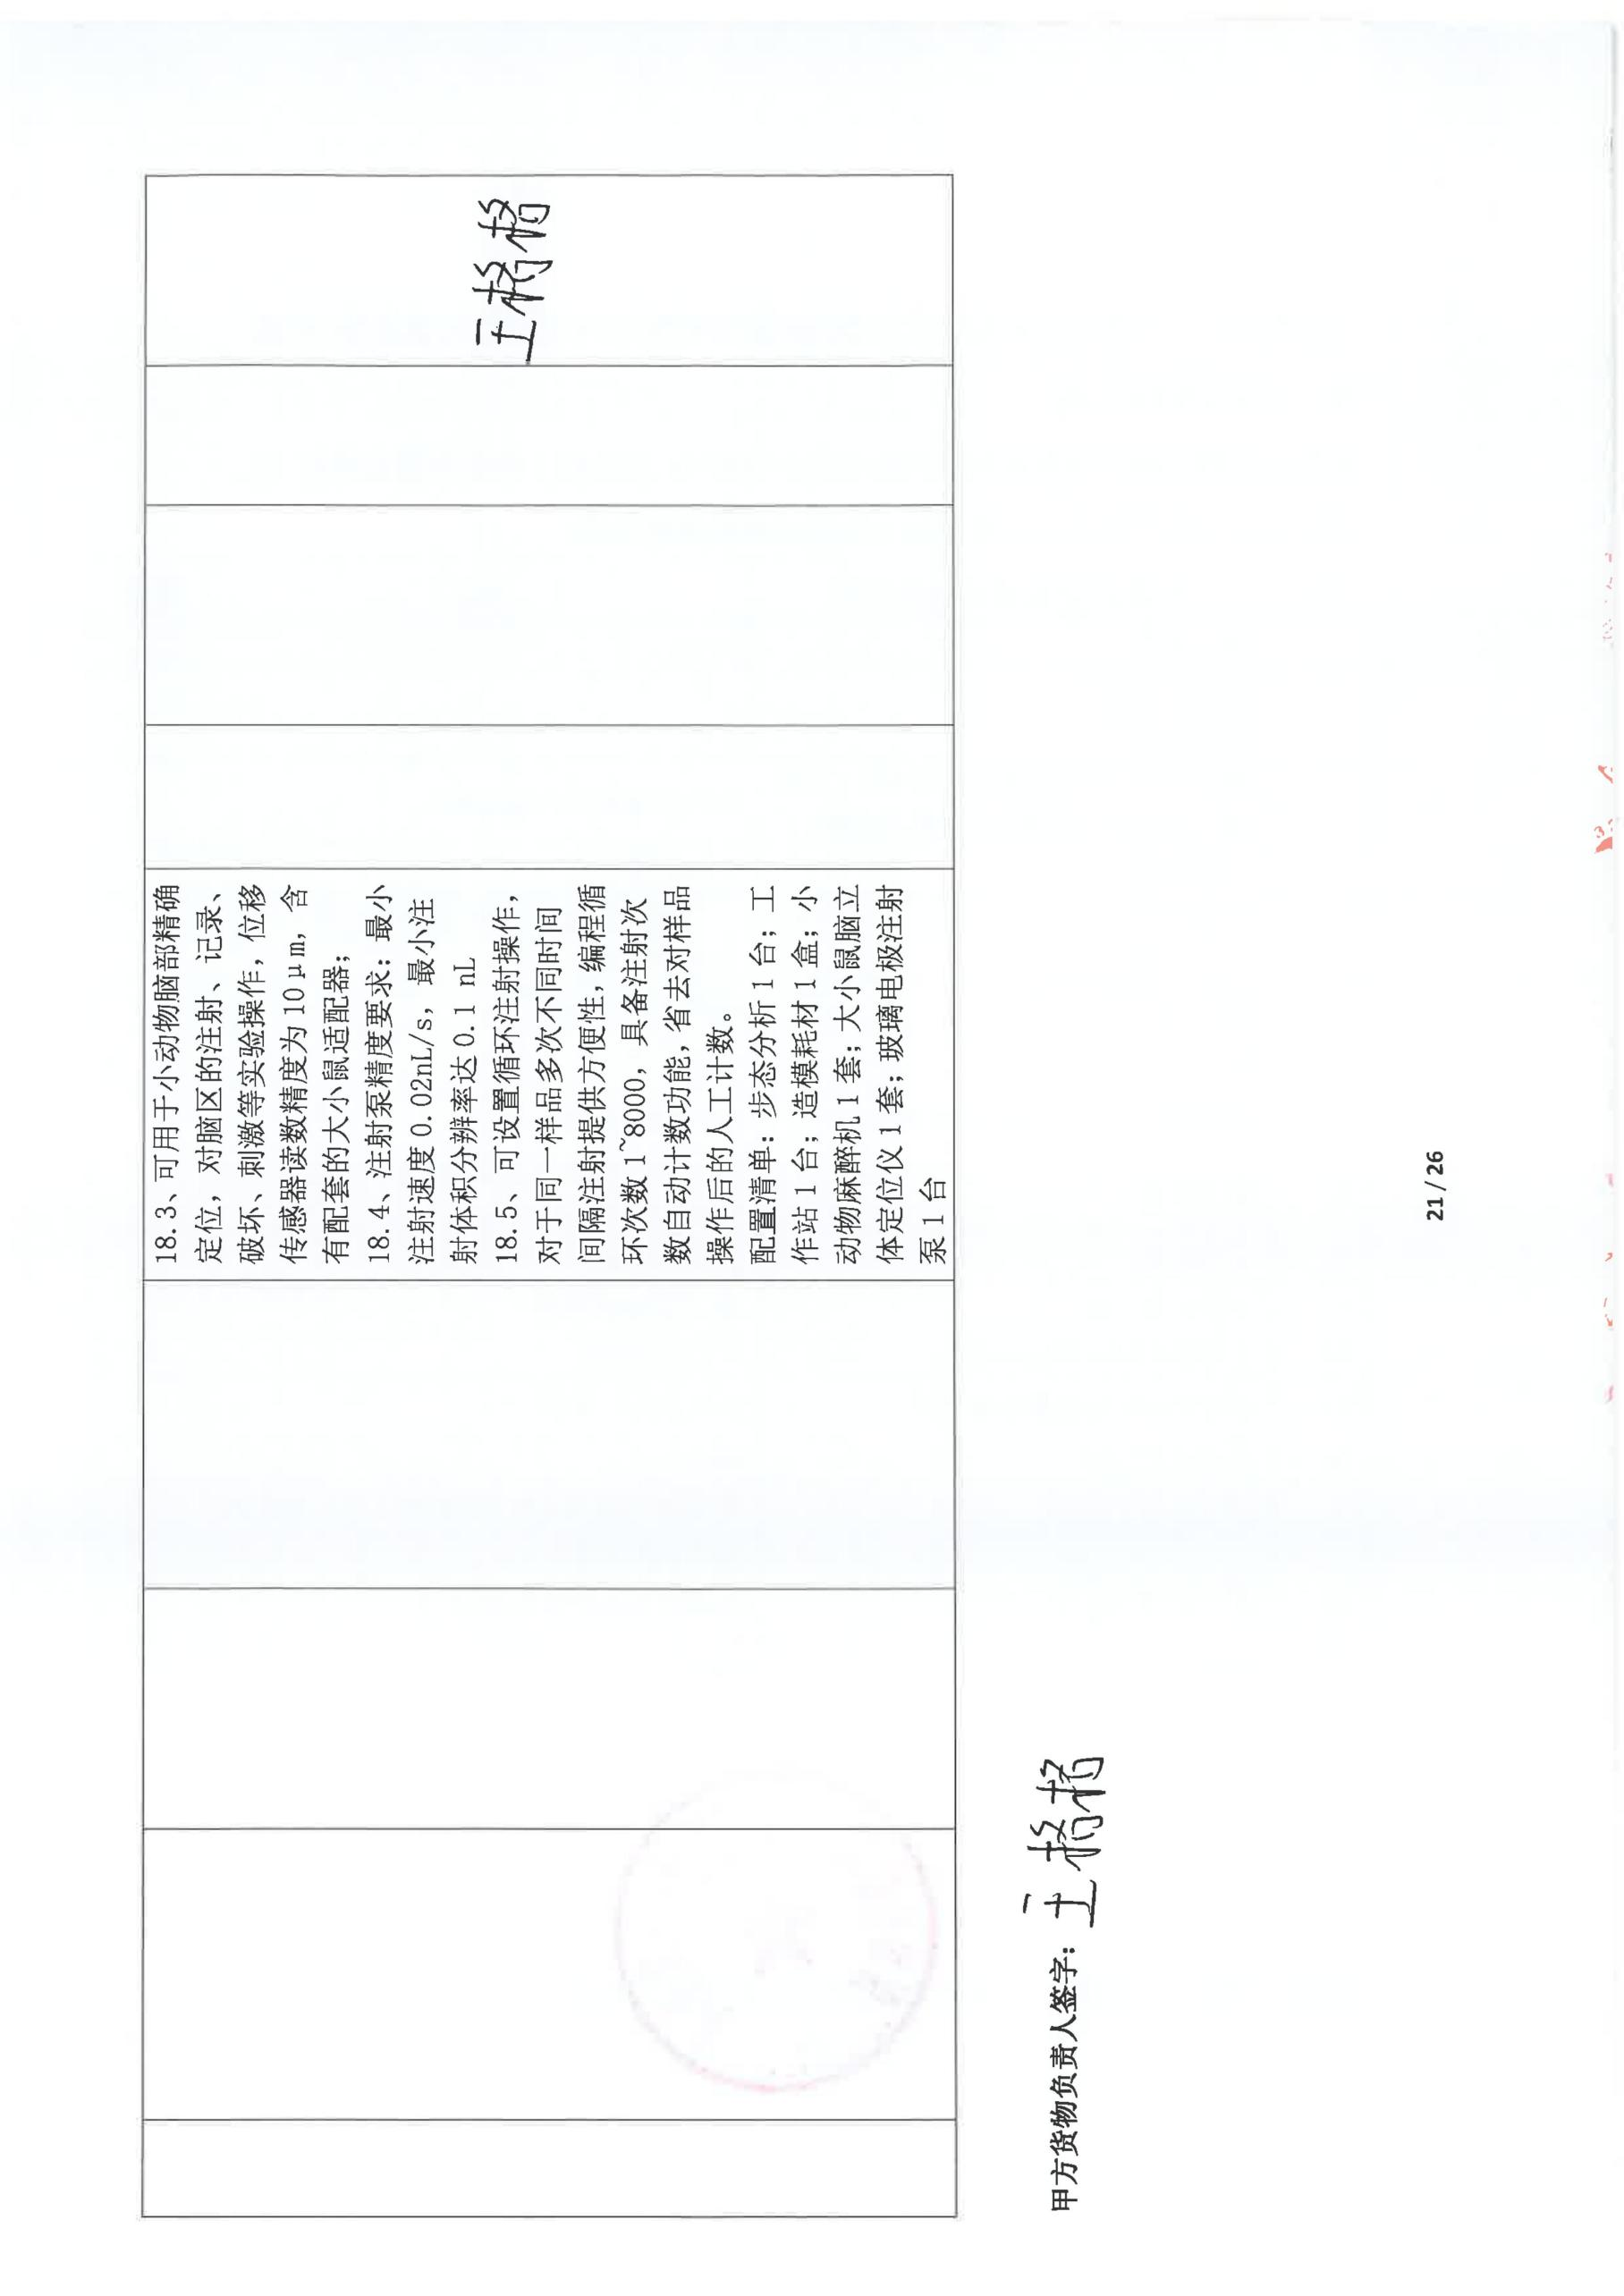 18.3、可用于小动物脑部精确
定位，对脑区的注射、记录、
破坏、刺激等实验操作，位移
传感器读数精度为 10μm，含
有配套的大小鼠适配器；
18.4、注射泵精度要求：最小
注射速度 0.02nL/s，最小注
射体积分辨率达 0.1 nL
18.5、可设置循环注射操作，
对于同一样品多次不同时间
间隔注射提供方便性，编程循
环次数 1~8000，具备注射次
数自动计数功能，省去对样品
操作后的人工计数。
配置清单：步态分析 1 台；工
作站 1 台；造模耗材 1 盒；小
动物麻醉机 1 套；大小鼠脑立
体定位仪 1 套；玻璃电极注射
泵 1 台
王格格
甲方货物负责人签字：王格格
21/26